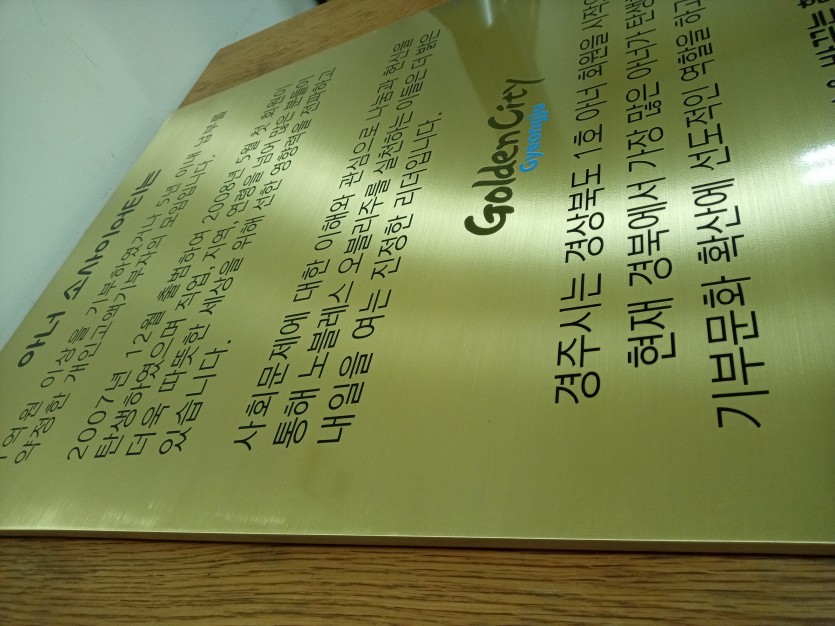 아너 소사이어티는
1억원 이상을 기부하였거나 5년 이내 납부를
약정한 개인고액기부자의 모임입니다.
2007년 12월 출범하여 2008년 5월 첫 회원이
탄생하였으며 직업, 지역, 연령을 넘어 많은 분들이
더욱 따뜻한 세상을 위해 선한 영향력을 전파하고
있습니다.
사회문제에 대한 이해와 관심으로 나눔과 헌신을
통해 노블레스 오블리주를 실천하는 이들은 더 밝은
내일을 여는 진정한 리더입니다.
Golden City
Gyeongju
경주시는 경상북도 1호 아너 회원을 시작으
현재 경북에서 가장 많은 아너가 탄생
기부문화 확산에 선도적인 역할을 하고